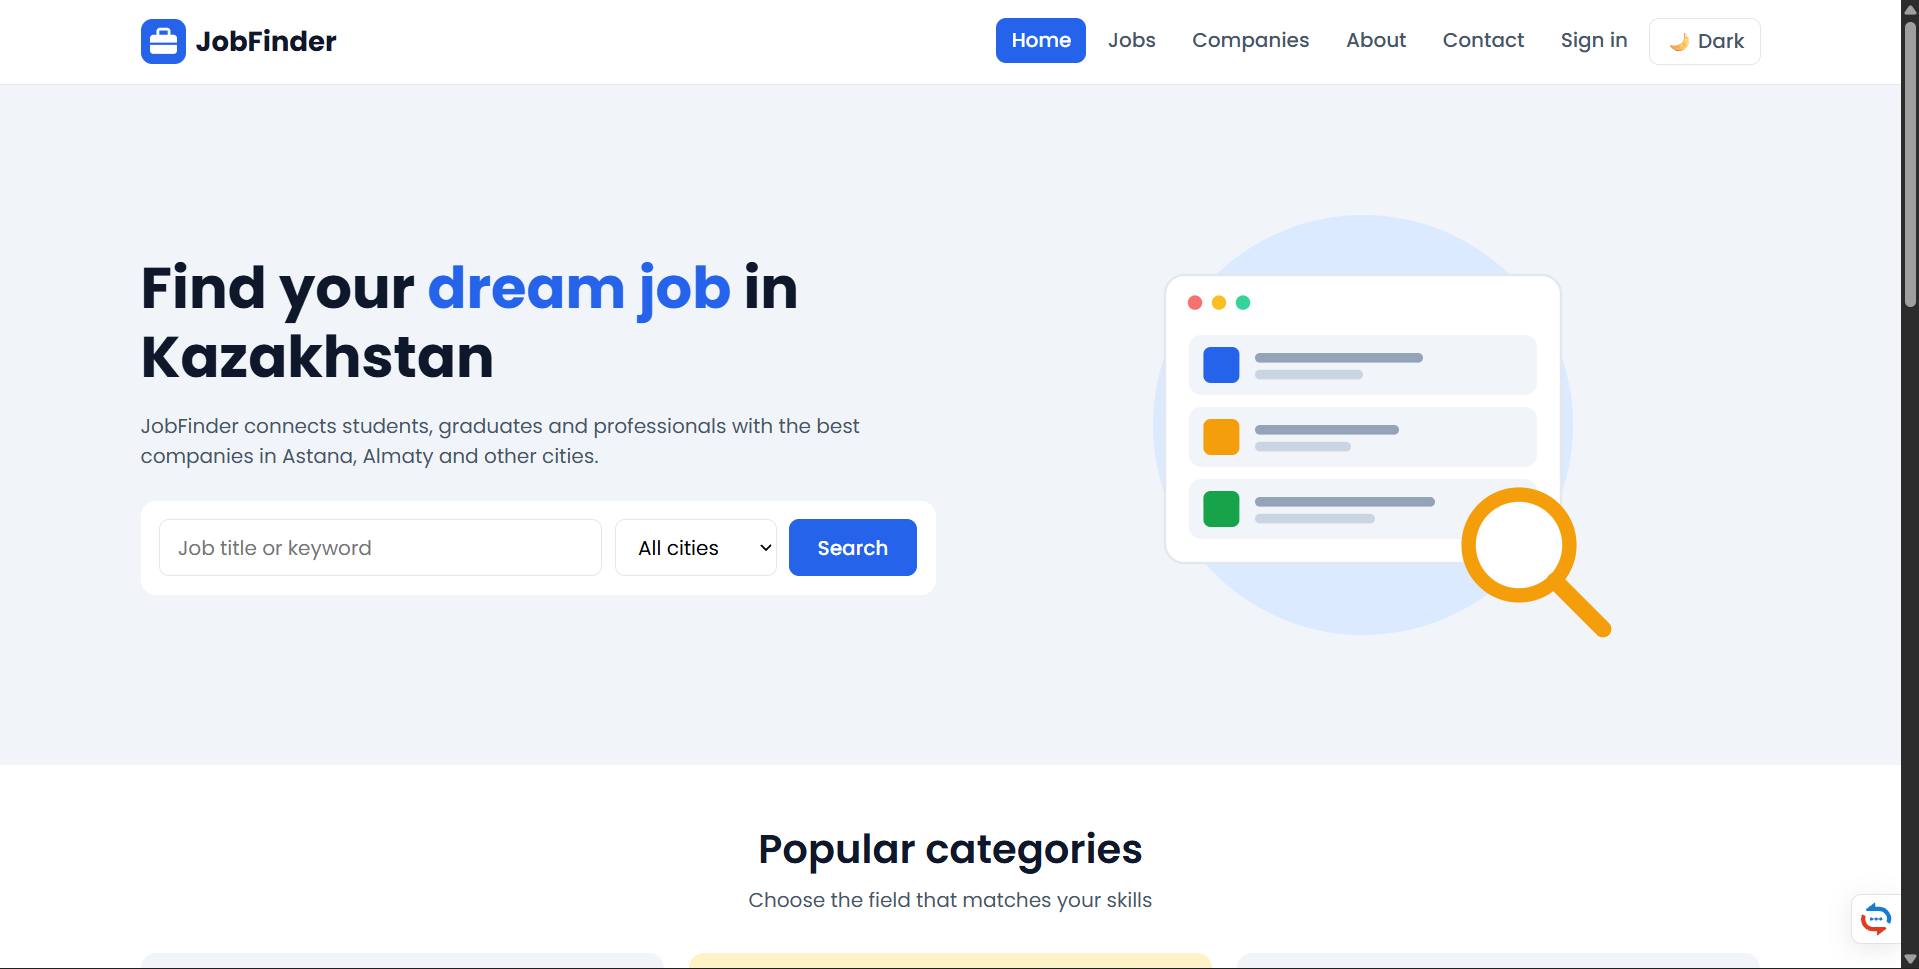 JobFinder
Home
Jobs
Companies
About
Contact
Sign in
🌙 Dark
Find your dream job in
Kazakhstan
JobFinder connects students, graduates and professionals with the best
companies in Astana, Almaty and other cities.
Job title or keyword
All cities
Search
Popular categories
Choose the field that matches your skills